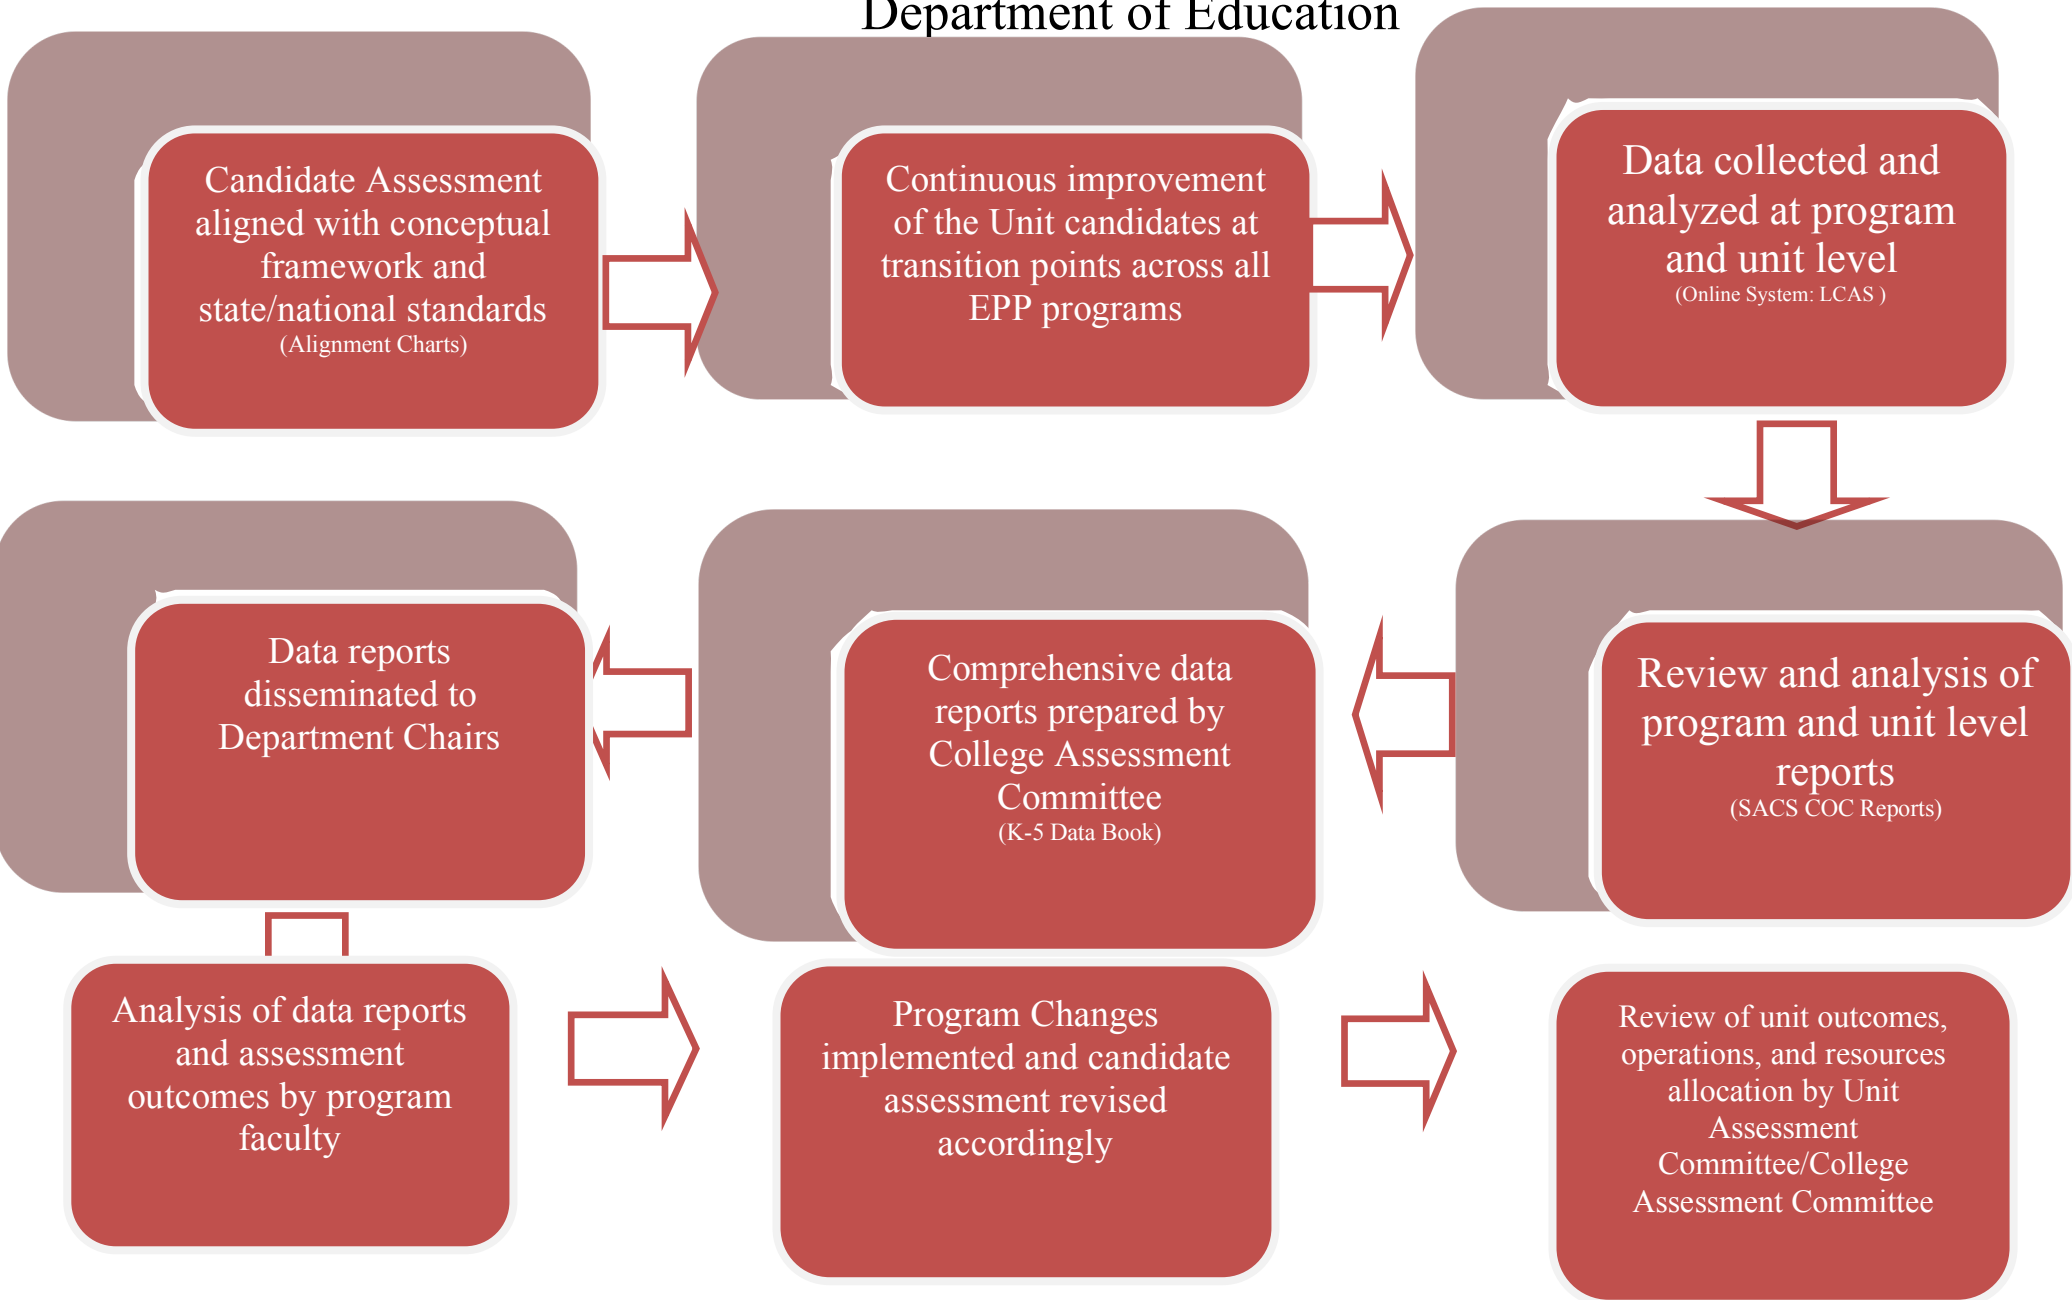 Department of Education
Candidate Assessment
aligned with conceptual
framework and
state/national standards
(Alignment Charts)
Continuous improvement
of the Unit candidates at
transition points across all
EPP programs
Data collected and
analyzed at program
and unit level
(Online System: LCAS )
Review and analysis of
program and unit level
reports
(SACS COC Reports)
Comprehensive data
reports prepared by
College Assessment
Committee
(K-5 Data Book)
Data reports
disseminated to
Department Chairs
Analysis of data reports
and assessment
outcomes by program
faculty
Program Changes
implemented and candidate
assessment revised
accordingly
Review of unit outcomes,
operations, and resources
allocation by Unit
Assessment
Committee/College
Assessment Committee